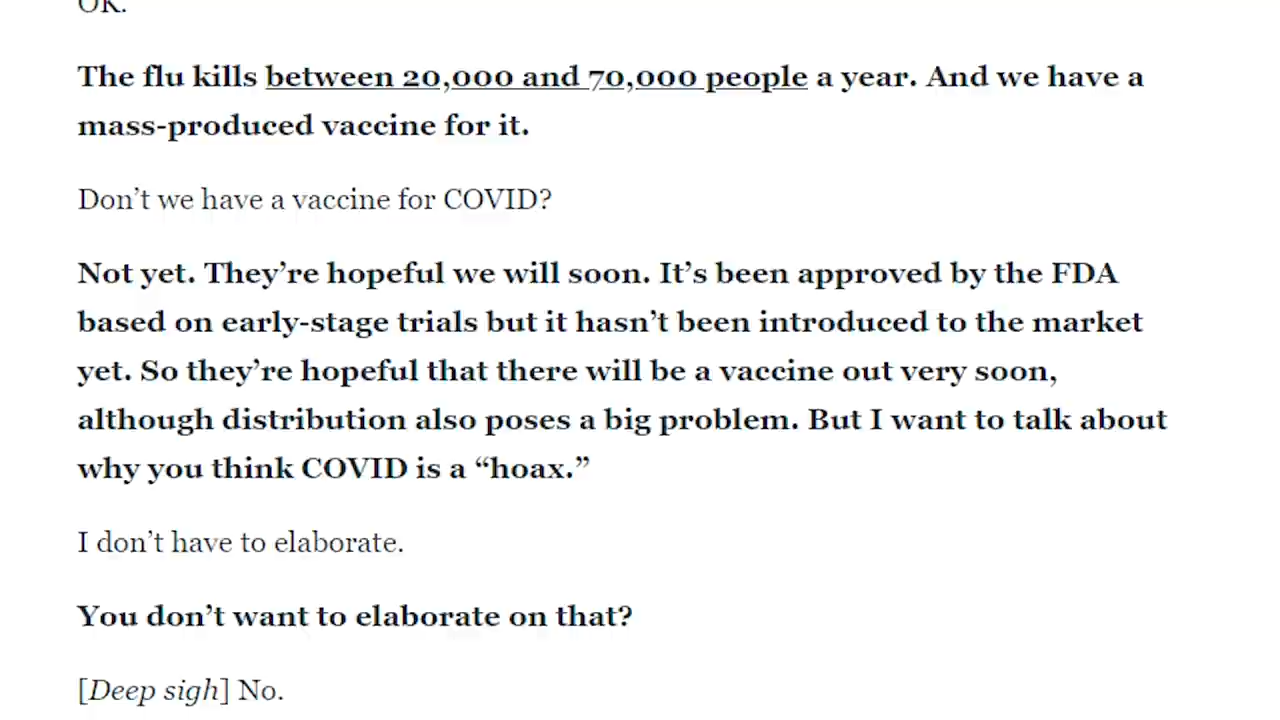 OK.
The flu kills between 20,000 and 70,000 people a year. And we have a
mass-produced vaccine for it.
Don’t we have a vaccine for COVID?
Not yet. They’re hopeful we will soon. It’s been approved by the FDA
based on early-stage trials but it hasn’t been introduced to the market
yet. So they’re hopeful that there will be a vaccine out very soon,
although distribution also poses a big problem. But I want to talk about
why you think COVID is a “hoax.”
I don’t have to elaborate.
You don’t want to elaborate on that?
[Deep sigh] No.